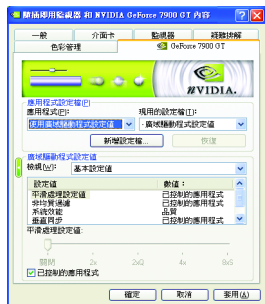 隨插即用監視器 和 NVIDIA GeForce 7900 GT 內容
一般
介面卡
監視器
疑難排解
色彩管理
GeForce 7900 GT
NVIDIA.
應用程式設定檔(P)
應用程式(P):
現用的設定檔(T):
使用廣域驅動程式設定值
- 廣域驅動程式設定值
新增設定檔...
恢復
廣域驅動程式設定值
檢視(W):
基本設定值
設定值
數值：
平滑處理設定值
已控制的應用程式
非均質過濾
已控制的應用程式
系統效能
品質
垂直同步
已控制的應用程式
平滑處理設定值:
關閉
2x
2xQ
4x
8xS
已控制的應用程式
確定
取消
套用(A)